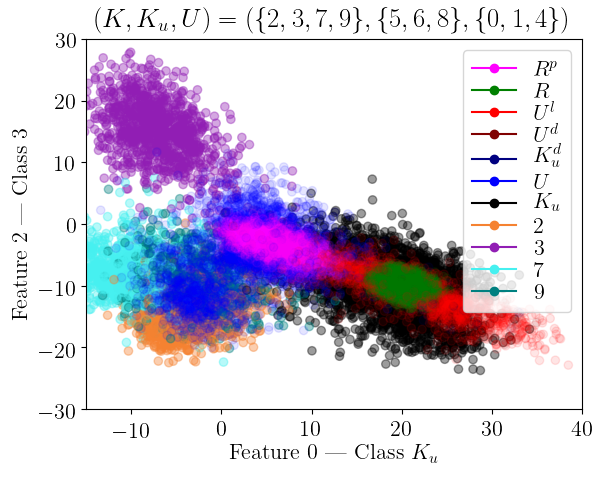 (K, K_u, U) = ({2, 3, 7, 9}, {5, 6, 8}, {0, 1, 4})
Feature 2 — Class 3
30
20
10
0
−10
−20
−30
R^p
R
U^l
U^d
K_u^d
U
K_u
2
3
7
9
−10
0
10
20
30
40
Feature 0 — Class K_u